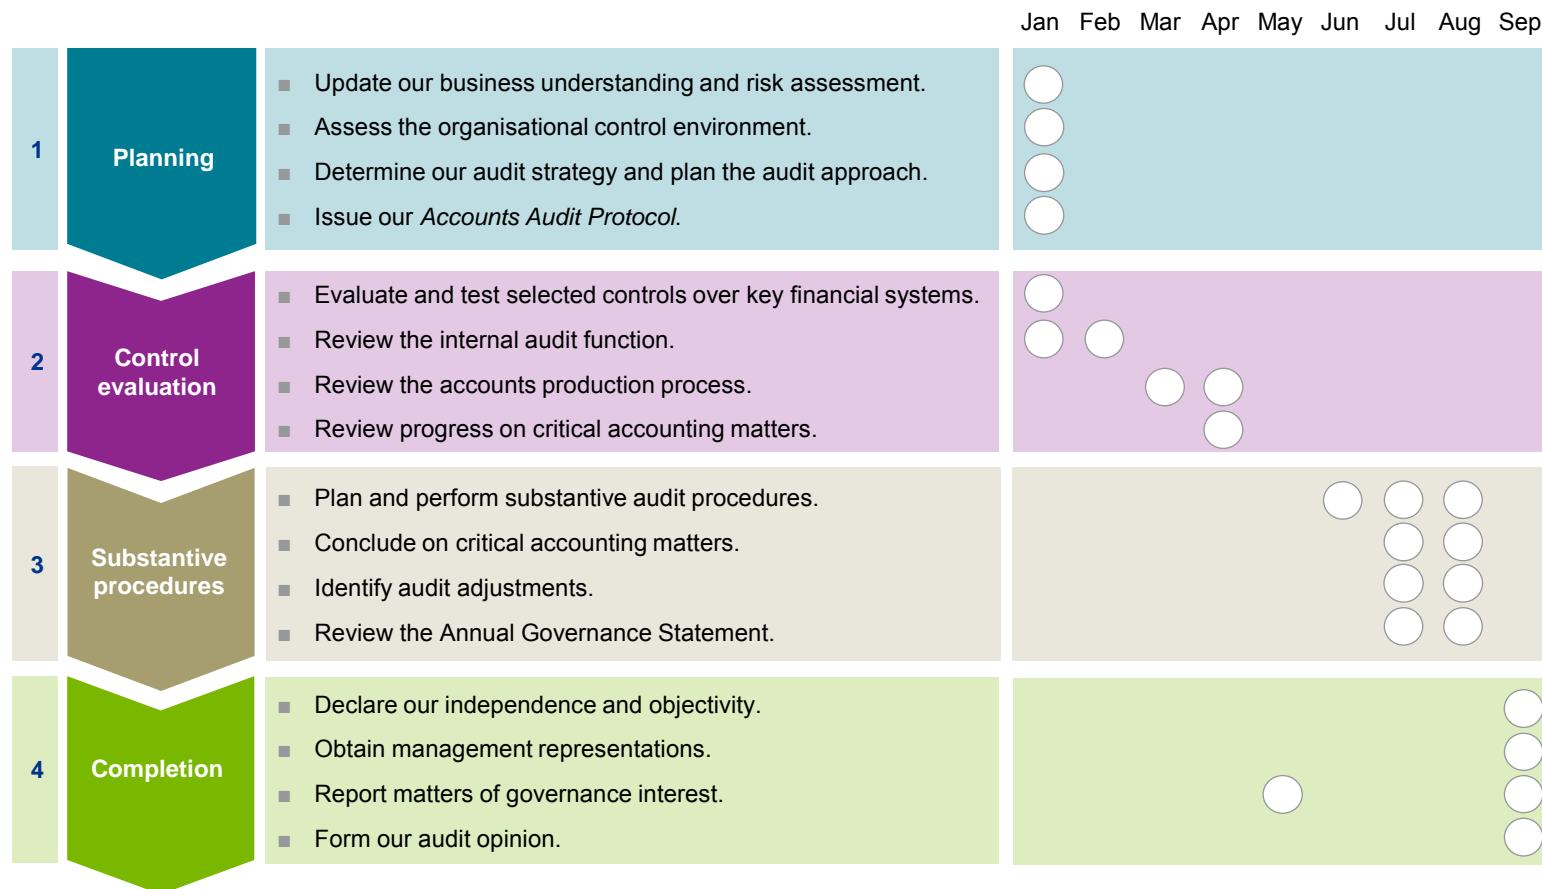 Jan Feb Mar Apr May Jun Jul Aug Sep
1
Planning
Update our business understanding and risk assessment.
Assess the organisational control environment.
Determine our audit strategy and plan the audit approach.
Issue our Accounts Audit Protocol.
2
Control
evaluation
Evaluate and test selected controls over key financial systems.
Review the internal audit function.
Review the accounts production process.
Review progress on critical accounting matters.
3
Substantive
procedures
Plan and perform substantive audit procedures.
Conclude on critical accounting matters.
Identify audit adjustments.
Review the Annual Governance Statement.
4
Completion
Declare our independence and objectivity.
Obtain management representations.
Report matters of governance interest.
Form our audit opinion.